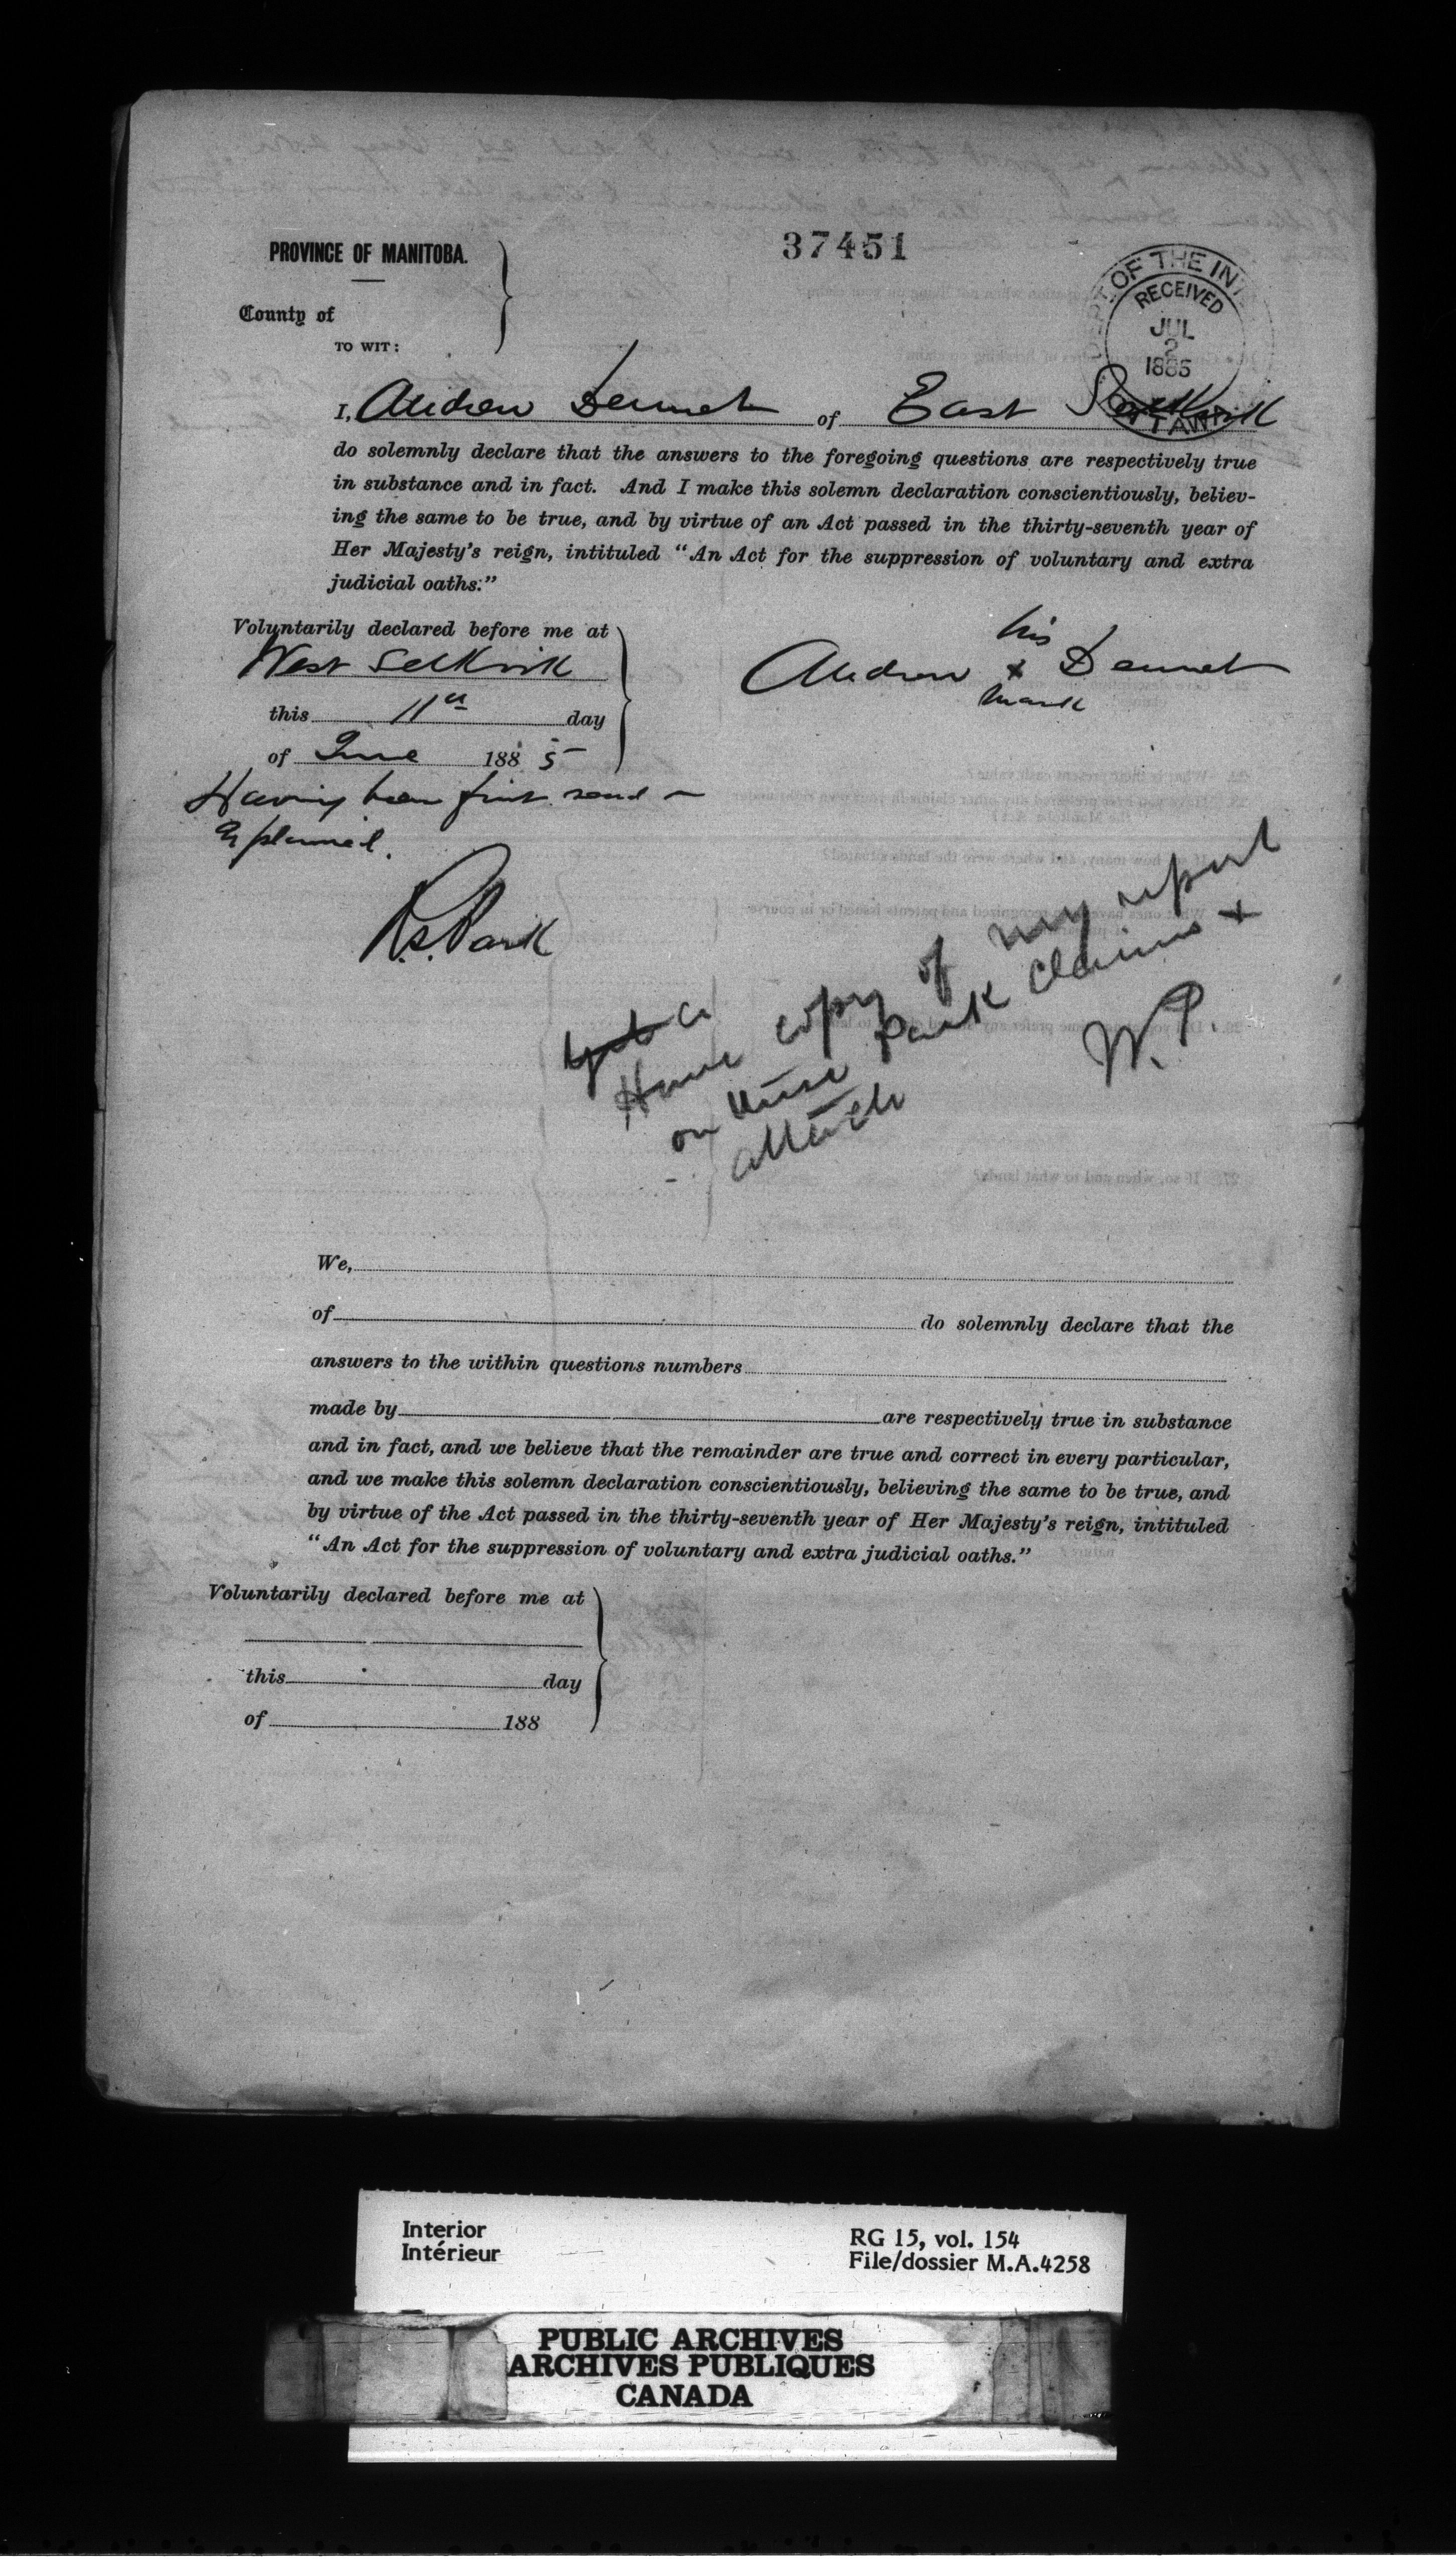 37451
PROVINCE OF MANITOBA.
County of
TO WIT:
DEPT OF THE INT
RECEIVED
JUL
2
1885
OTTAWA
I, Andrew Dennet of East Selkirk
do solemnly declare that the answers to the foregoing questions are respectively true
in substance and in fact. And I make this solemn declaration conscientiously, believ-
ing the same to be true, and by virtue of an Act passed in the thirty-seventh year of
Her Majesty's reign, intituled "An Act for the suppression of voluntary and extra
judicial oaths."
Voluntarily declared before me at
West Selkirk
this 11th day
of June 1885
Having been first read
Explained.
his
Andrew x Dennet
mark
R.S. Park
Get a
Have copy of my report
on these Park Claims +
attach
W.P
We,
of do solemnly declare that the
answers to the within questions numbers
made by are respectively true in substance
and in fact, and we believe that the remainder are true and correct in every particular,
and we make this solemn declaration conscientiously, believing the same to be true, and
by virtue of the Act passed in the thirty-seventh year of Her Majesty's reign, intituled
"An Act for the suppression of voluntary and extra judicial oaths."
Voluntarily declared before me at
this day
of 188
Interior
Intérieur
RG 15, vol. 154
File/dossier M.A.4258
PUBLIC ARCHIVES
ARCHIVES PUBLIQUES
CANADA